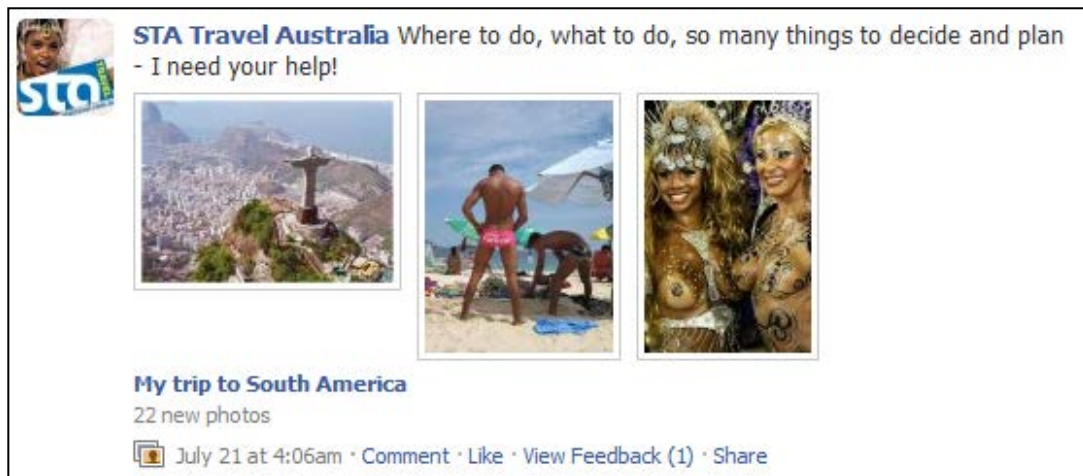 STA Travel Australia Where to do, what to do, so many things to decide and plan
- I need your help!
sta
TRAVEL
My trip to South America
22 new photos
July 21 at 4:06am · Comment · Like · View Feedback (1) · Share